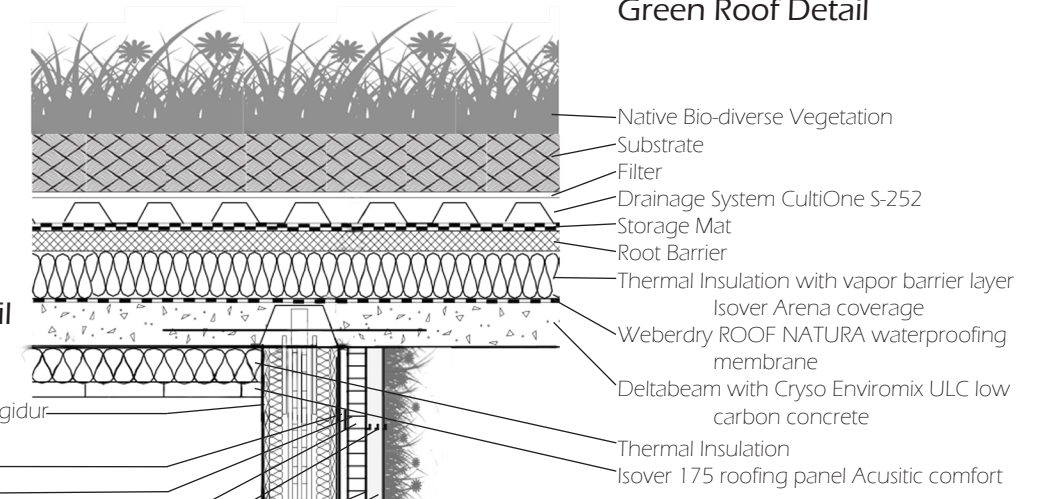 Green Roof Detail
Native Bio-diverse Vegetation
Substrate
Filter
Drainage System CultiOne S-252
Storage Mat
Root Barrier
Thermal Insulation with vapor barrier layer
Isover Arena coverage
Weberdry ROOF NATURA waterproofing
membrane
Deltabeam with Cryso Enviromix ULC low
carbon concrete
Thermal Insulation
Isover 175 roofing panel Acusitic comfort
il
gidur